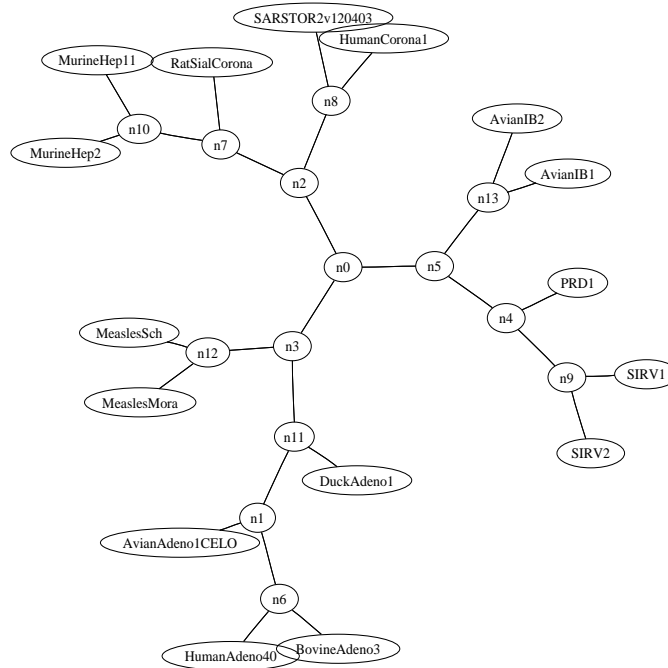 SARSTOR2v120403
HumanCorona1
MurineHep11
RatSialCorona
n8
AvianIB2
n10
n7
MurineHep2
AvianIB1
n2
n13
n0
n5
PRD1
n4
MeaslesSch
n3
n12
SIRV1
n9
MeaslesMora
n11
SIRV2
DuckAdeno1
n1
AvianAdeno1CELO
n6
BovineAdeno3
HumanAdeno40